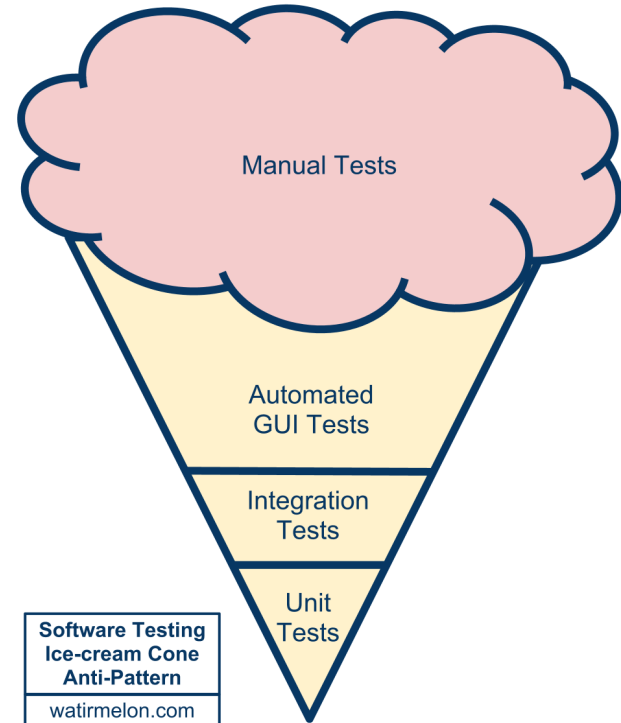 Manual Tests
Automated
GUI Tests
Integration
Tests
Unit
Tests
Software Testing
Ice-cream Cone
Anti-Pattern
watirmelon.com